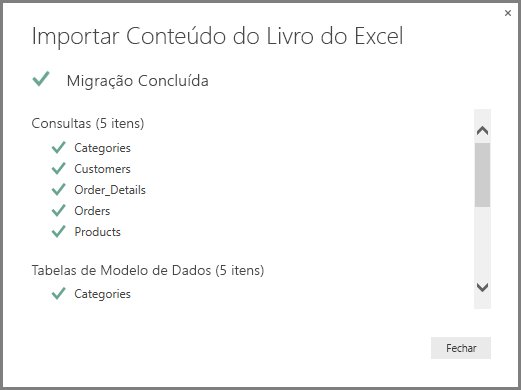 Importar Conteúdo do Livro do Excel
Migração Concluída
Consultas (5 itens)
Categories
Customers
Order_Details
Orders
Products
Tabelas de Modelo de Dados (5 itens)
Categories
Fechar